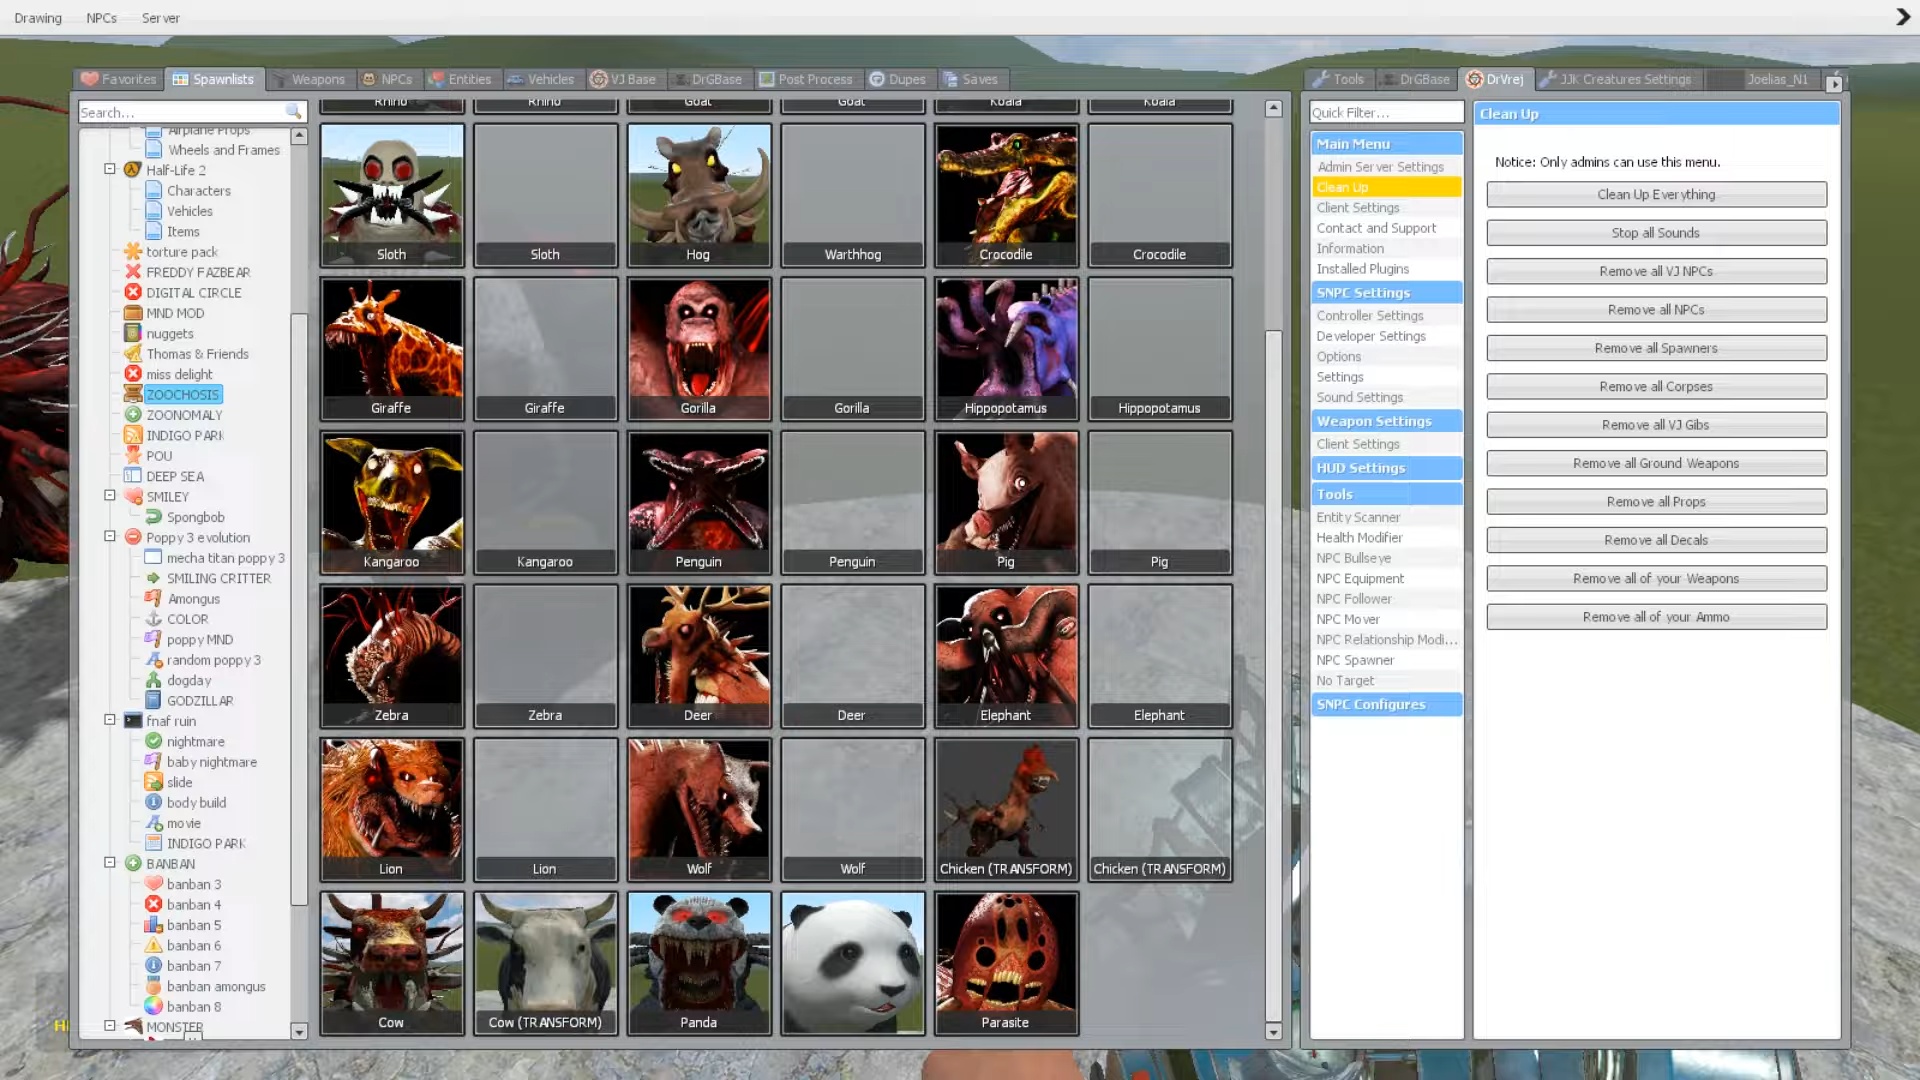 Drawing NPCs Server
Favorites Spawnlists Weapons NPCs Entities Vehicles VJ Base DrGBase Post Process Dupes Saves
Search...
Airplane Props
Wheels and Frames
Half-Life 2
Characters
Vehicles
Items
torture pack
FREDDY FAZBEAR
DIGITAL CIRCLE
MND MOD
nuggets
Thomas & Friends
miss delight
ZOOCHOSIS
ZOONOMALY
INDIGO PARK
POU
DEEP SEA
SMILEY
Spongbob
Poppy 3 evolution
mecha titan poppy 3
SMILING CRITTER
Amongus
COLOR
poppy MND
random poppy 3
dogday
GODZILLAR
fnaf ruin
nightmare
baby nightmare
slide
body build
movie
INDIGO PARK
BANBAN
banban 3
banban 4
banban 5
banban 6
banban 7
banban amongus
banban 8
MONSTER
Rhino Rhino Goat Goat Koala Koala
Sloth Sloth Hog Warthhog Crocodile Crocodile
Giraffe Giraffe Gorilla Gorilla Hippopotamus Hippopotamus
Kangaroo Kangaroo Penguin Penguin Pig Pig
Zebra Zebra Deer Deer Elephant Elephant
Lion Lion Wolf Wolf Chicken (TRANSFORM) Chicken (TRANSFORM)
Cow Cow (TRANSFORM) Panda Parasite
Tools DrGBase DrVrej JJK Creatures Settings Joelias_N1
Quick Filter...
Main Menu
Admin Server Settings
Clean Up
Client Settings
Contact and Support
Information
Installed Plugins
SNPC Settings
Controller Settings
Developer Settings
Options
Settings
Sound Settings
Weapon Settings
Client Settings
HUD Settings
Tools
Entity Scanner
Health Modifier
NPC Bullseye
NPC Equipment
NPC Follower
NPC Mover
NPC Relationship Modi...
NPC Spawner
No Target
SNPC Configures
Clean Up
Notice: Only admins can use this menu.
Clean Up Everything
Stop all Sounds
Remove all VJ NPCs
Remove all NPCs
Remove all Spawners
Remove all Corpses
Remove all VJ Gibs
Remove all Ground Weapons
Remove all Props
Remove all Decals
Remove all of your Weapons
Remove all of your Ammo